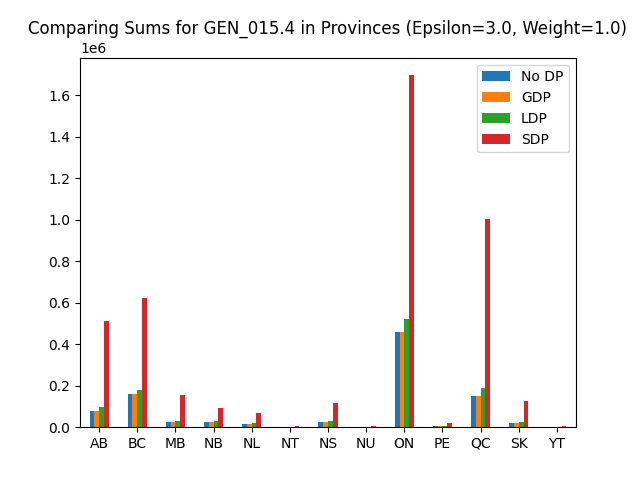 Comparing Sums for GEN_015.4 in Provinces (Epsilon=3.0, Weight=1.0)
1e6
No DP
GDP
LDP
SDP
1.6
1.4
1.2
1.0
0.8
0.6
0.4
0.2
0.0
AB BC MB NB NL NT NS NU ON PE QC SK YT